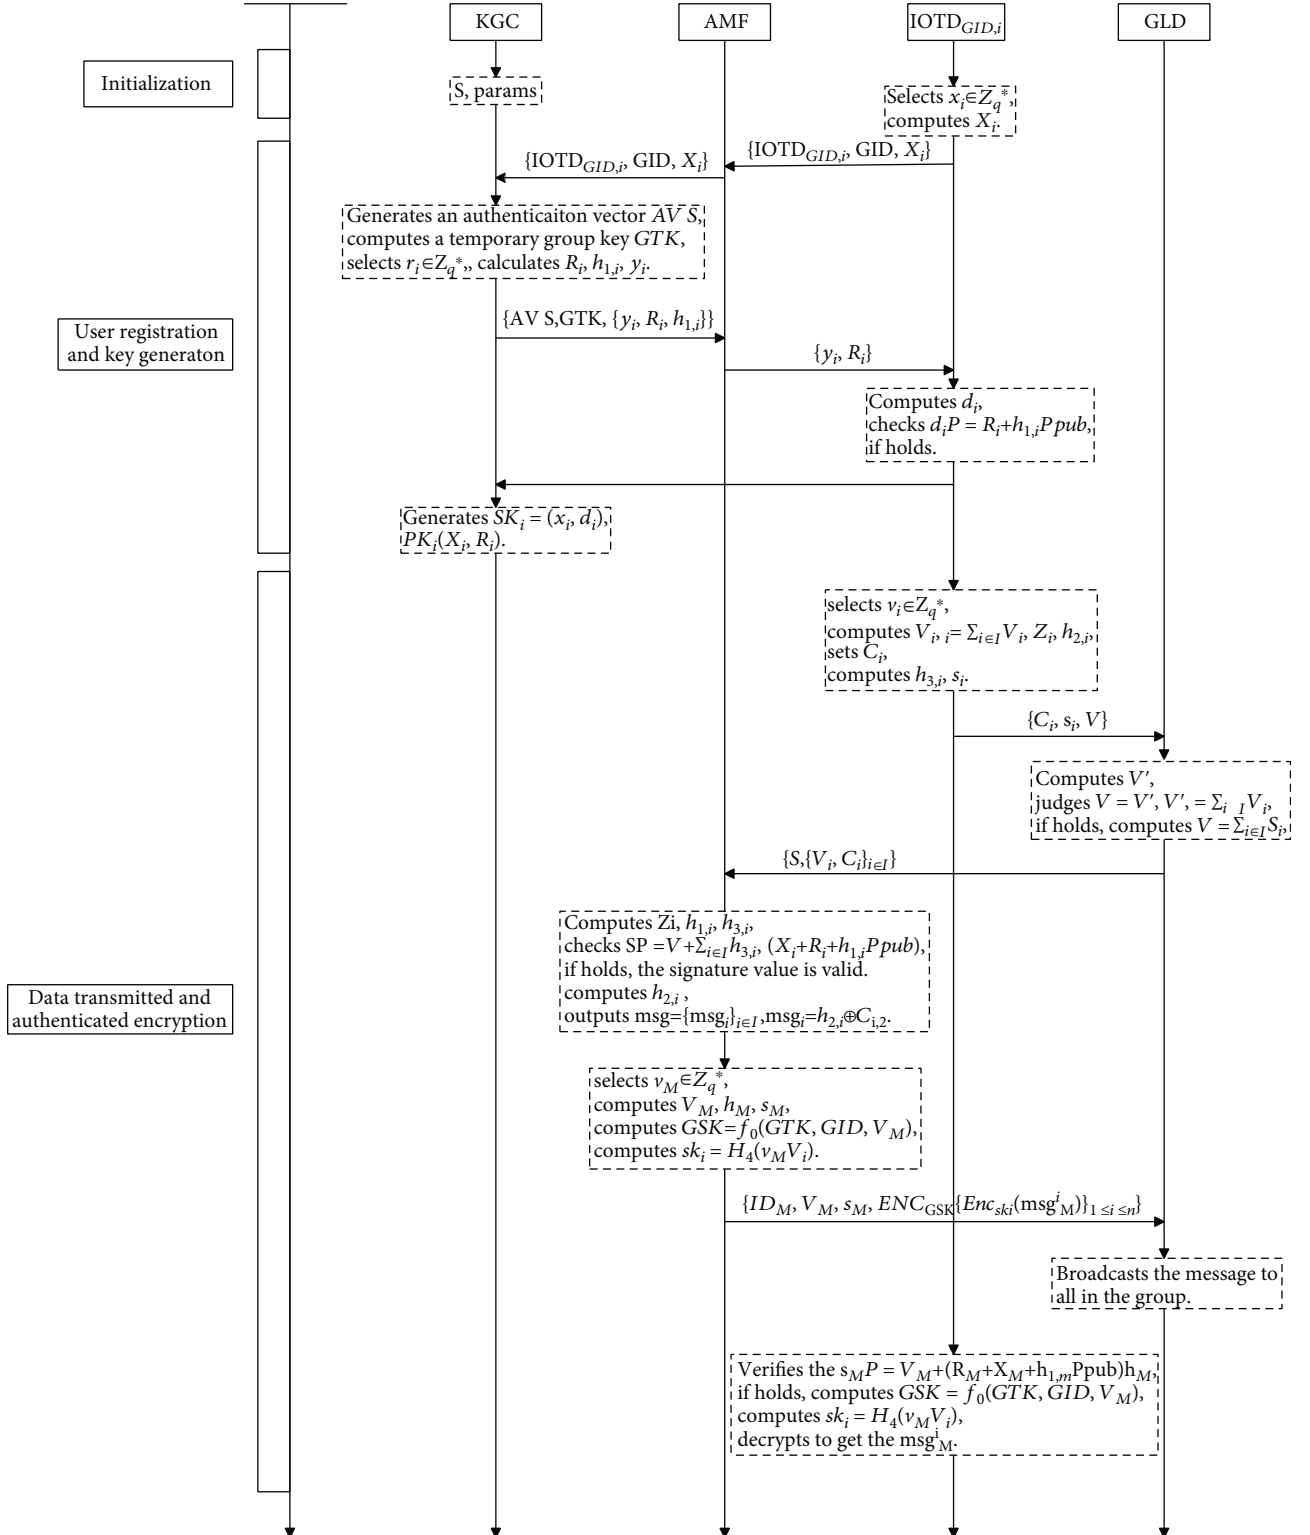 KGC
AMF
IOTD_{GID,i}
GLD
Initialization
S, params
Selects x_i∈Z_q*,
computes X_i.
{IOTD_{GID,i}, GID, X_i}
{IOTD_{GID,i}, GID, X_i}
Generates an authenticaiton vector AV S,
computes a temporary group key GTK,
selects r_i∈Z_q*,, calculates R_i, h_{1,i}, y_i.
User registration
and key generaton
{AV S,GTK, {y_i, R_i, h_{1,i}}}
{y_i, R_i}
Computes d_i,
checks d_iP = R_i+h_{1,i}Ppub,
if holds.
Generates SK_i = (x_i, d_i),
PK_i(X_i, R_i).
selects v_i∈Z_q*,
computes V_i, _i= Σ_{i∈I} V_i, Z_i, h_{2,i},
sets C_i,
computes h_{3,i}, s_i.
{C_i, s_i, V}
Computes V′,
judges V = V′, V′, = Σ_{i I} V_i,
if holds, computes V = Σ_{i∈I}S_i,
{S,{V_i, C_i}_{i∈I}}
Computes Zi, h_{1,i}, h_{3,i},
checks SP =V+Σ_{i∈I}h_{3,i}, (X_i+R_i+h_{1,i}Ppub),
if holds, the signature value is valid.
computes h_{2,i} ,
outputs msg={msg_i}_{i∈I},msg_i=h_{2,i}⊕C_{i,2}.
Data transmitted and
authenticated encryption
selects v_M∈Z_q*,
computes V_M, h_M, s_M,
computes GSK=f_0(GTK, GID, V_M),
computes sk_i = H_4(v_MV_i).
{ID_M, V_M, s_M, ENC_{GSK}{Enc_{ski}(msg^i_M)}_{1≤i≤n}}
Broadcasts the message to
all in the group.
Verifies the s_MP = V_M+(R_M+X_M+h_{1,m}Ppub)h_M,
if holds, computes GSK = f_0(GTK, GID, V_M),
computes sk_i = H_4(v_MV_i),
decrypts to get the msg^i_M.